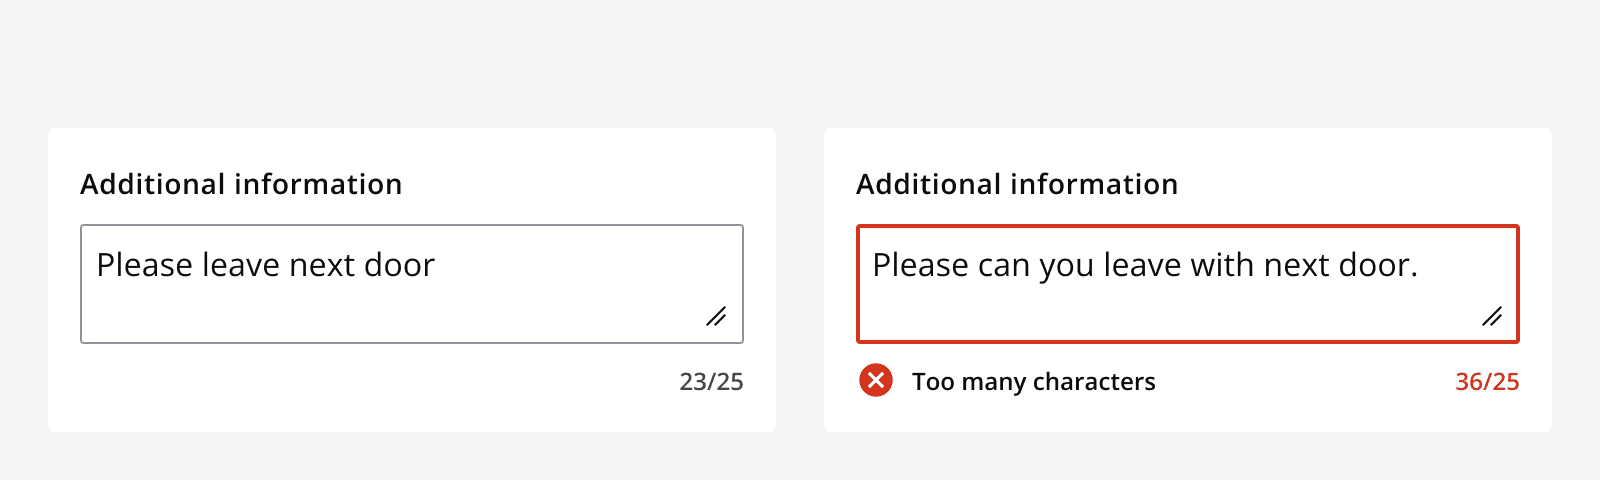 Additional information
Please leave next door
23/25
Additional information
Please can you leave with next door.
Too many characters
36/25